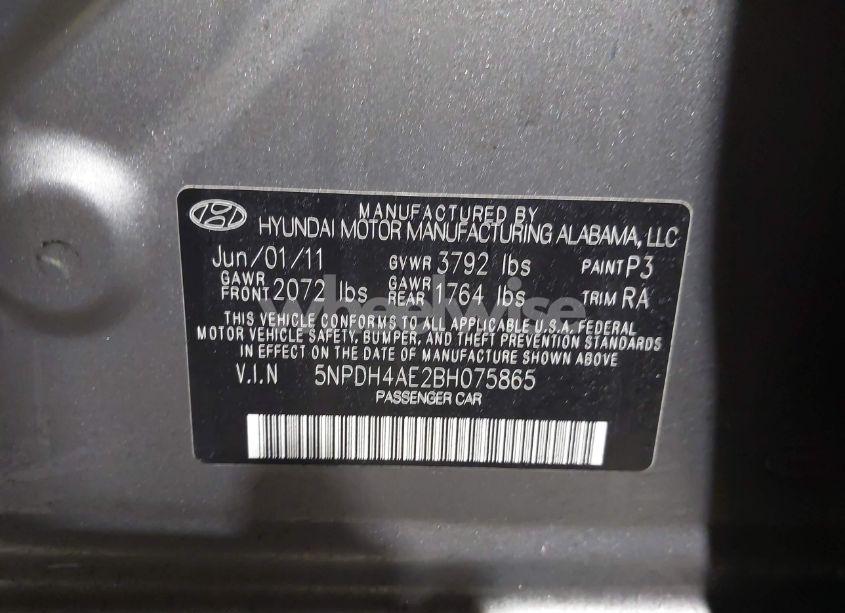 MANUFACTURED BY
HYUNDAI MOTOR MANUFACTURING ALABAMA, LLC
Jun/01/11 GVWR 3792 lbs PAINT P3
GAWR FRONT 2072 lbs GAWR REAR 1764 lbs TRIM RA
THIS VEHICLE CONFORMS TO ALL APPLICABLE U.S.A. FEDERAL
MOTOR VEHICLE SAFETY, BUMPER, AND THEFT PREVENTION STANDARDS
IN EFFECT ON THE DATE OF MANUFACTURE SHOWN ABOVE
V.I.N 5NPDH4AE2BH075865
PASSENGER CAR
wheelwise